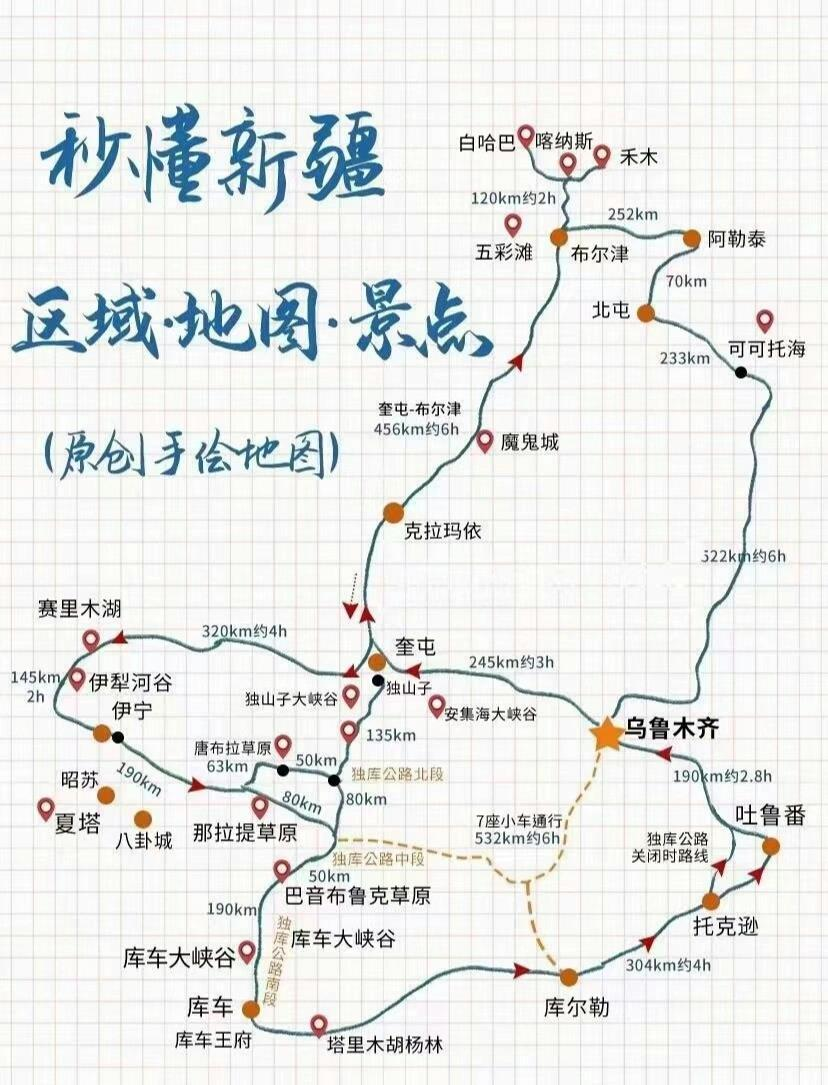 秒懂新疆
区域·地图·景点
(原创手绘地图)
白哈巴
喀纳斯
禾木
120km约2h
252km
五彩滩
布尔津
阿勒泰
70km
北屯
可可托海
233km
奎屯-布尔津
456km约6h
魔鬼城
克拉玛依
522km约6h
赛里木湖
320km约4h
奎屯
245km约3h
145km
2h
伊犁河谷
伊宁
独山子
独山子大峡谷
安集海大峡谷
乌鲁木齐
135km
唐布拉草原
63km
50km
独库公路北段
190km
80km
80km
190km约2.8h
昭苏
夏塔
八卦城
那拉提草原
7座小车通行
532km约6h
吐鲁番
独库公路
关闭时路线
独库公路中段
50km
巴音布鲁克草原
190km
独库公路南段
库车大峡谷
库车大峡谷
托克逊
304km约4h
库车
库车王府
塔里木胡杨林
库尔勒